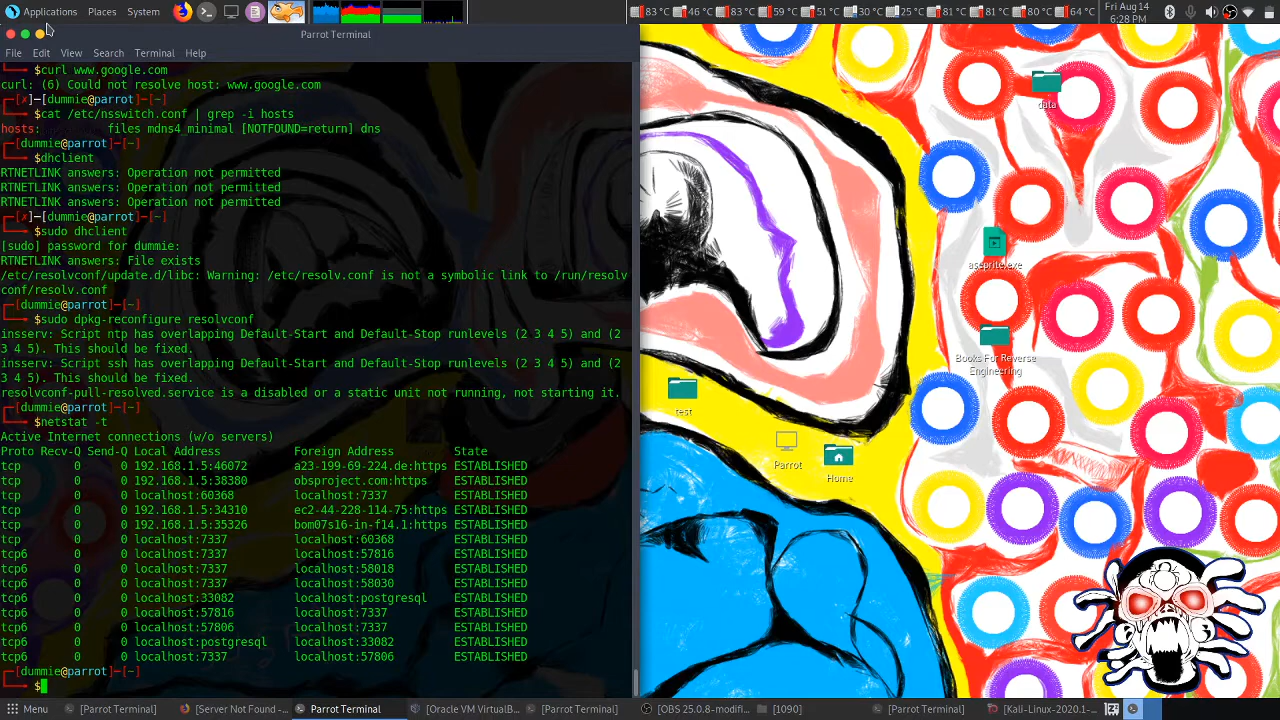 Applications Places System
83 °C 46 °C 83 °C 59 °C 51 °C 30 °C 25 °C 81 °C 81 °C 80 °C 64 °C Fri Aug14 6:28 PM
Parrot Terminal
File Edit View Search Terminal Help
$curl www.google.com
curl: (6) Could not resolve host: www.google.com
[✗]─[dummie@parrot]─[~]
$cat /etc/nsswitch.conf | grep -i hosts
hosts: files mdns4_minimal [NOTFOUND=return] dns
[dummie@parrot]─[~]
$dhclient
RTNETLINK answers: Operation not permitted
RTNETLINK answers: Operation not permitted
RTNETLINK answers: Operation not permitted
[✗]─[dummie@parrot]─[~]
$sudo dhclient
[sudo] password for dummie:
RTNETLINK answers: File exists
/etc/resolvconf/update.d/libc: Warning: /etc/resolv.conf is not a symbolic link to /run/resolv
conf/resolv.conf
[dummie@parrot]─[~]
$sudo dpkg-reconfigure resolvconf
insserv: Script ntp has overlapping Default-Start and Default-Stop runlevels (2 3 4 5) and (2
3 4 5). This should be fixed.
insserv: Script ssh has overlapping Default-Start and Default-Stop runlevels (2 3 4 5) and (2
3 4 5). This should be fixed.
resolvconf-pull-resolved.service is a disabled or a static unit not running, not starting it.
[dummie@parrot]─[~]
$netstat -t
Active Internet connections (w/o servers)
Proto Recv-Q Send-Q Local Address Foreign Address State
tcp 0 0 192.168.1.5:46072 a23-199-69-224.de:https ESTABLISHED
tcp 0 0 192.168.1.5:38380 obsproject.com:https ESTABLISHED
tcp 0 0 localhost:60368 localhost:7337 ESTABLISHED
tcp 0 0 192.168.1.5:34310 ec2-44-228-114-75:https ESTABLISHED
tcp 0 0 192.168.1.5:35326 bom07s16-in-f14.1:https ESTABLISHED
tcp 0 0 localhost:7337 localhost:60368 ESTABLISHED
tcp6 0 0 localhost:7337 localhost:57816 ESTABLISHED
tcp6 0 0 localhost:7337 localhost:58018 ESTABLISHED
tcp6 0 0 localhost:7337 localhost:58030 ESTABLISHED
tcp6 0 0 localhost:33082 localhost:postgresql ESTABLISHED
tcp6 0 0 localhost:57816 localhost:7337 ESTABLISHED
tcp6 0 0 localhost:57806 localhost:7337 ESTABLISHED
tcp6 0 0 localhost:postgresql localhost:33082 ESTABLISHED
tcp6 0 0 localhost:7337 localhost:57806 ESTABLISHED
[dummie@parrot]─[~]
$
data
aseprite.exe
Books For Reverse
Engineering
test
Parrot
Home
Menu [Parrot Terminal] [Server Not Found -... Parrot Terminal [Oracle VM VirtualB... [Parrot Terminal] [OBS 25.0.8-modifi... [1090] [Parrot Terminal] [Kali-Linux-2020.1-...